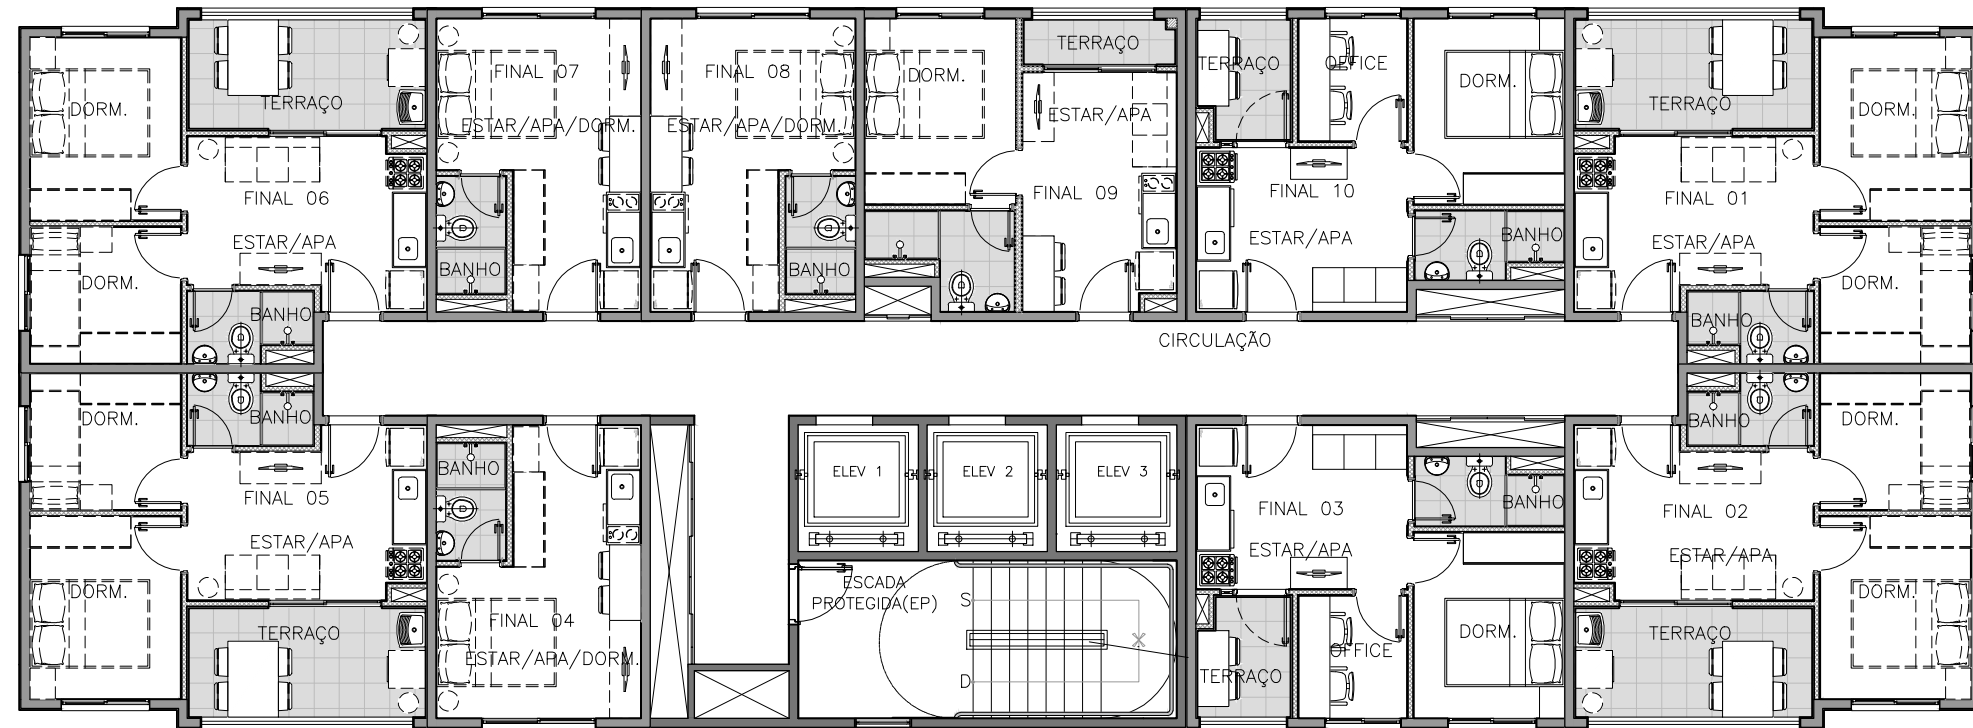 TERRAÇO
FINAL 07
FINAL 08
DORM.
TERRAÇO
TERRAÇO
OFFICE
DORM.
TERRAÇO
DORM.
DORM.
ESTAR/APA/DORM.
ESTAR/APA/DORM.
ESTAR/APA
FINAL 06
FINAL 09
FINAL 10
FINAL 01
ESTAR/APA
ESTAR/APA
ESTAR/APA
BANHO
DORM.
BANHO
BANHO
BANHO
DORM.
BANHO
BANHO
CIRCULAÇÃO
DORM.
BANHO
BANHO
DORM.
BANHO
ELEV 1
ELEV 2
ELEV 3
BANHO
FINAL 05
FINAL 03
FINAL 02
ESTAR/APA
ESTAR/APA
ESTAR/APA
DORM.
ESCADA
PROTEGIDA(EP)
S
DORM.
TERRAÇO
FINAL 04
ESTAR/APA/DORM.
X
OFFICE
DORM.
TERRAÇO
TERRAÇO
D